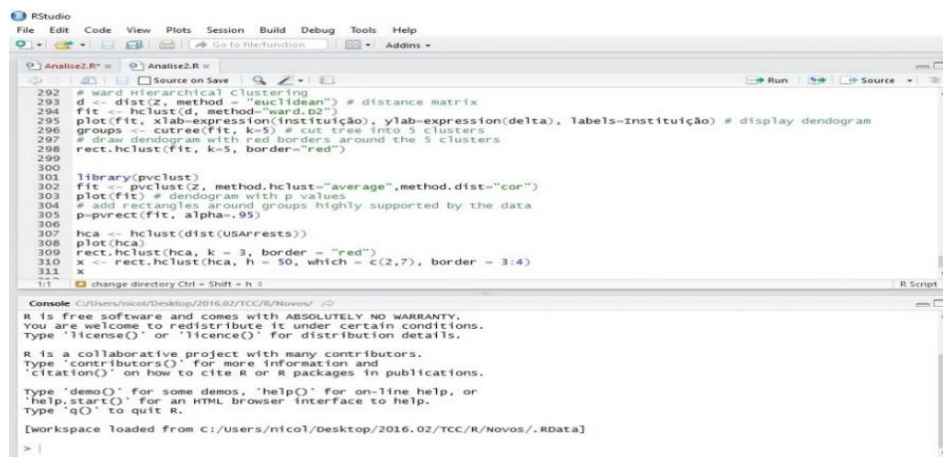 RStudio
File Edit Code View Plots Session Build Debug Tools Help
Go to file/function Addins
Analise2.R* Analise2.R
Source on Save Run Source
292 # Ward Hierarchical Clustering
293 d <- dist(Z, method = "euclidean") # distance matrix
294 fit <- hclust(d, method="ward.D2")
295 plot(fit, xlab=expression(instituição), ylab=expression(delta), labels=Instituição) # display dendogram
296 groups <- cutree(fit, k=5) # cut tree into 5 clusters
297 # draw dendogram with red borders around the 5 clusters
298 rect.hclust(fit, k=5, border="red")
299
300
301 library(pvclust)
302 fit <- pvclust(Z, method.hclust="average",method.dist="cor")
303 plot(fit) # dendogram with p values
304 # add rectangles around groups highly supported by the data
305 p=pvrect(fit, alpha=.95)
306
307 hca <- hclust(dist(USArrests))
308 plot(hca)
309 rect.hclust(hca, k = 3, border = "red")
310 x <- rect.hclust(hca, h = 50, which = c(2,7), border = 3:4)
311 x
1:1 change directory Ctrl + Shift + h R Script
Console C:/Users/nicol/Desktop/2016.02/TCC/R/Novos/
R is free software and comes with ABSOLUTELY NO WARRANTY.
You are welcome to redistribute it under certain conditions.
Type 'license()' or 'licence()' for distribution details.
R is a collaborative project with many contributors.
Type 'contributors()' for more information and
'citation()' on how to cite R or R packages in publications.
Type 'demo()' for some demos, 'help()' for on-line help, or
'help.start()' for an HTML browser interface to help.
Type 'q()' to quit R.
[Workspace loaded from C:/Users/nicol/Desktop/2016.02/TCC/R/Novos/.RData]
>